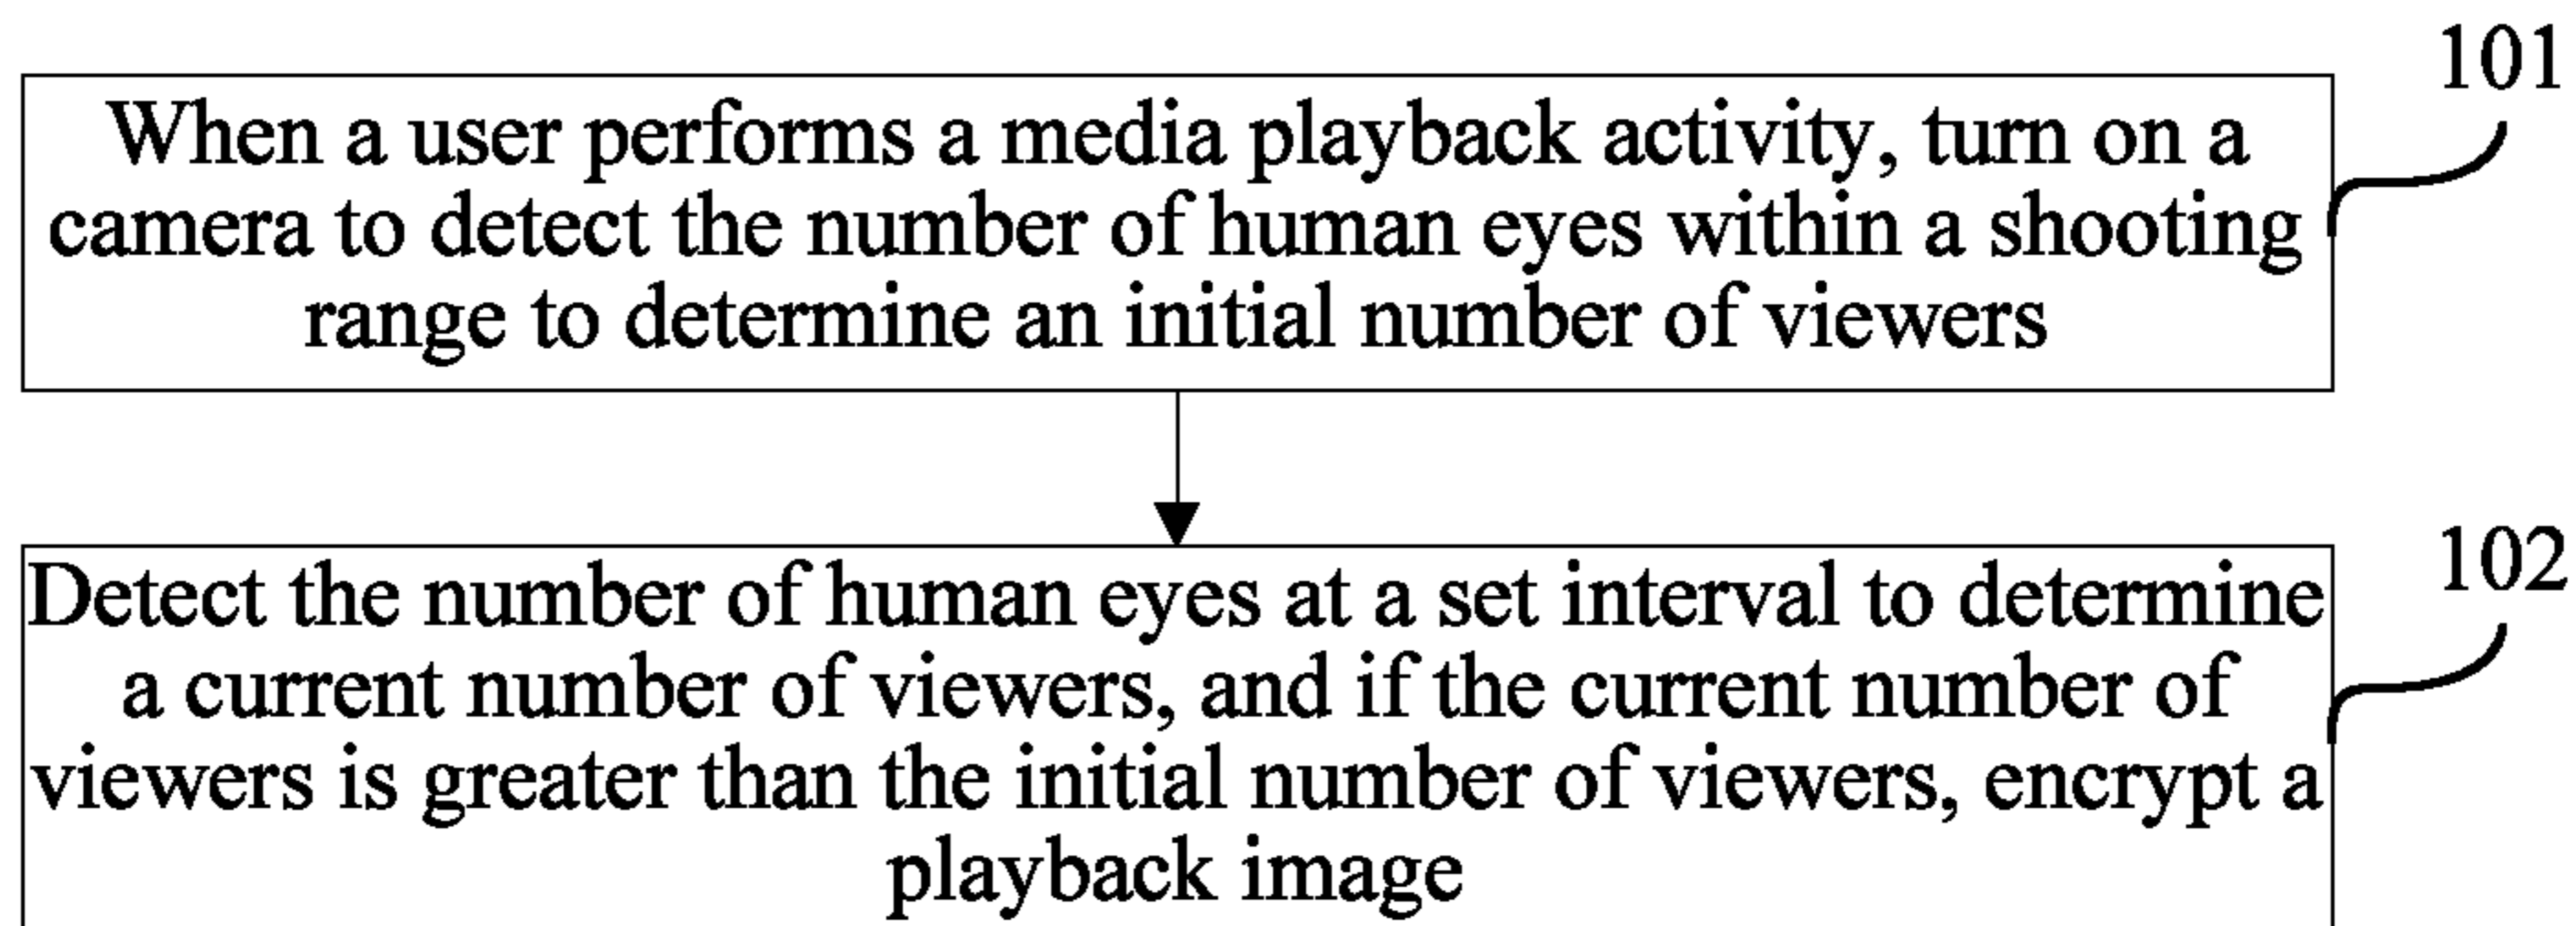 101
When a user performs a media playback activity, turn on a
camera to detect the number of human eyes within a shooting
range to determine an initial number of viewers
102
Detect the number of human eyes at a set interval to determine
a current number of viewers, and if the current number of
viewers is greater than the initial number of viewers, encrypt a
playback image